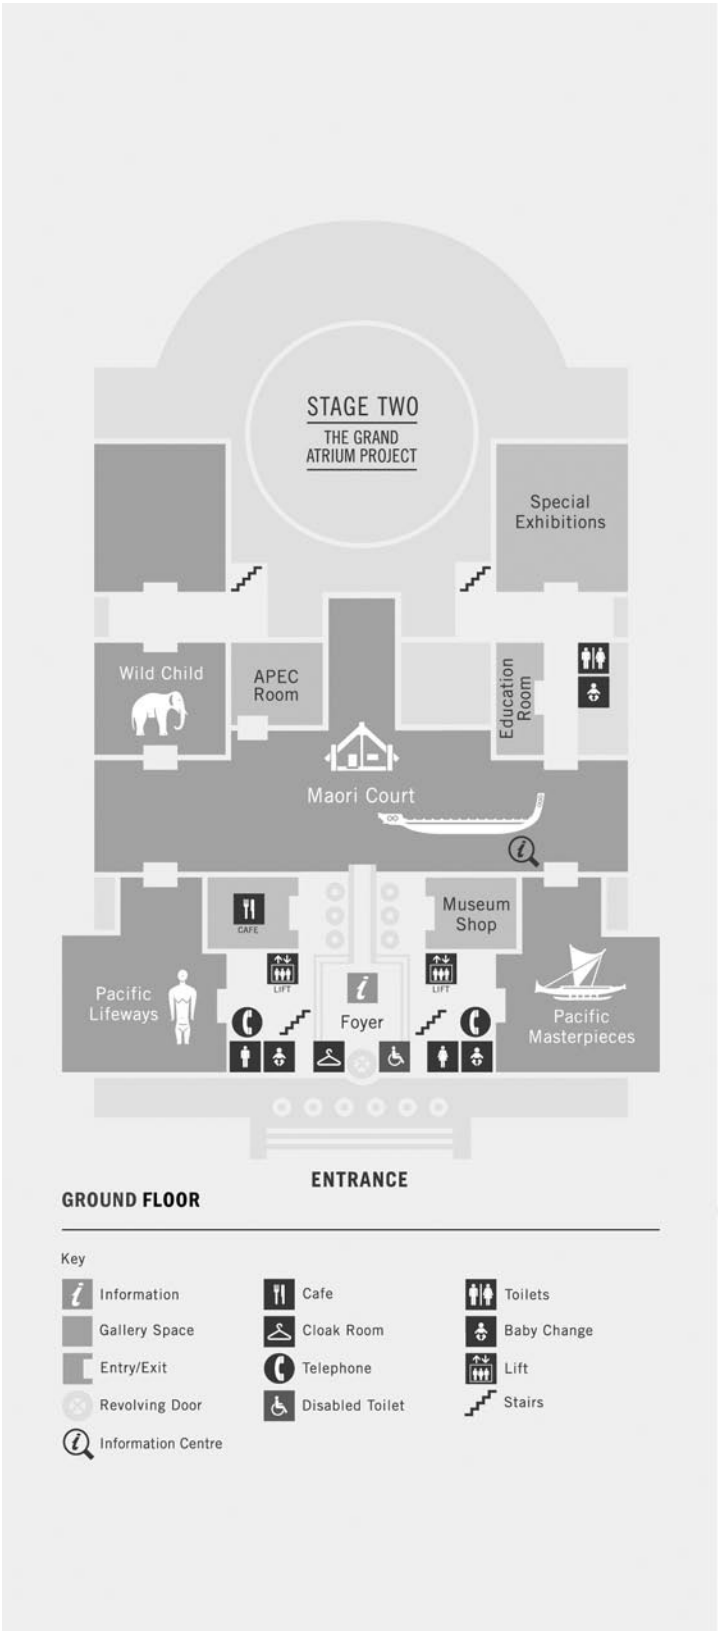 STAGE TWO
THE GRAND
ATRIUM PROJECT
Special
Exhibitions
Wild Child
APEC
Room
Education
Room
Maori Court
CAFE
Museum
Shop
LIFT
LIFT
Pacific
Lifeways
i
Foyer
Pacific
Masterpieces
ENTRANCE
GROUND FLOOR
Key
i Information
Cafe
Toilets
Gallery Space
Cloak Room
Baby Change
Entry/Exit
Telephone
Lift
Revolving Door
Disabled Toilet
Stairs
i Information Centre